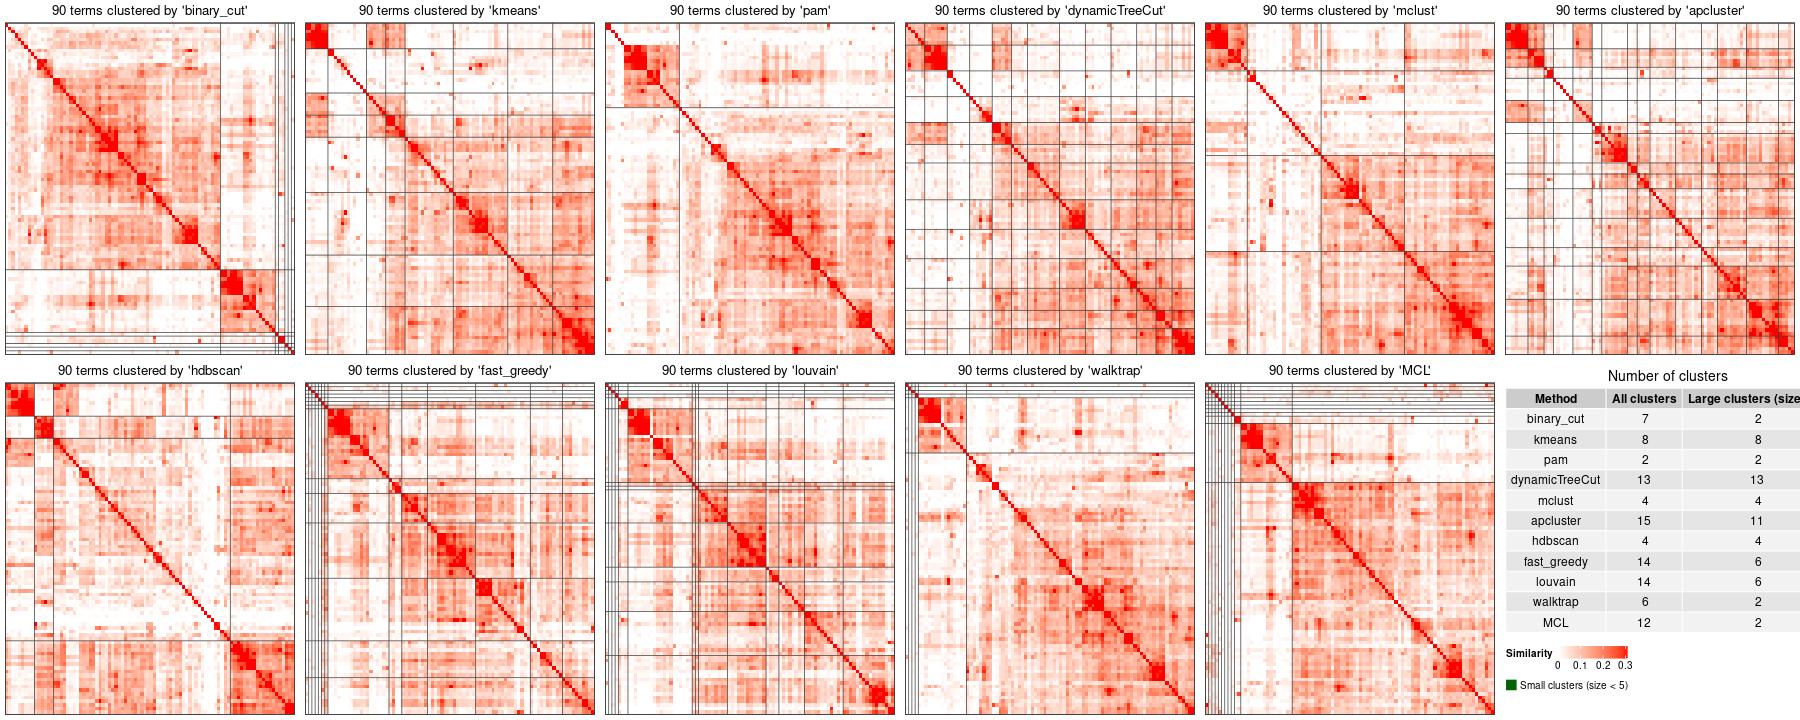 90 terms clustered by 'binary_cut'
90 terms clustered by 'kmeans'
90 terms clustered by 'pam'
90 terms clustered by 'dynamicTreeCut'
90 terms clustered by 'mclust'
90 terms clustered by 'apcluster'
90 terms clustered by 'hdbscan'
90 terms clustered by 'fast_greedy'
90 terms clustered by 'louvain'
90 terms clustered by 'walktrap'
90 terms clustered by 'MCL'
Number of clusters
Method All clusters Large clusters (size
binary_cut 7 2
kmeans 8 8
pam 2 2
dynamicTreeCut 13 13
mclust 4 4
apcluster 15 11
hdbscan 4 4
fast_greedy 14 6
louvain 14 6
walktrap 6 2
MCL 12 2
Similarity
0 0.1 0.2 0.3
Small clusters (size < 5)